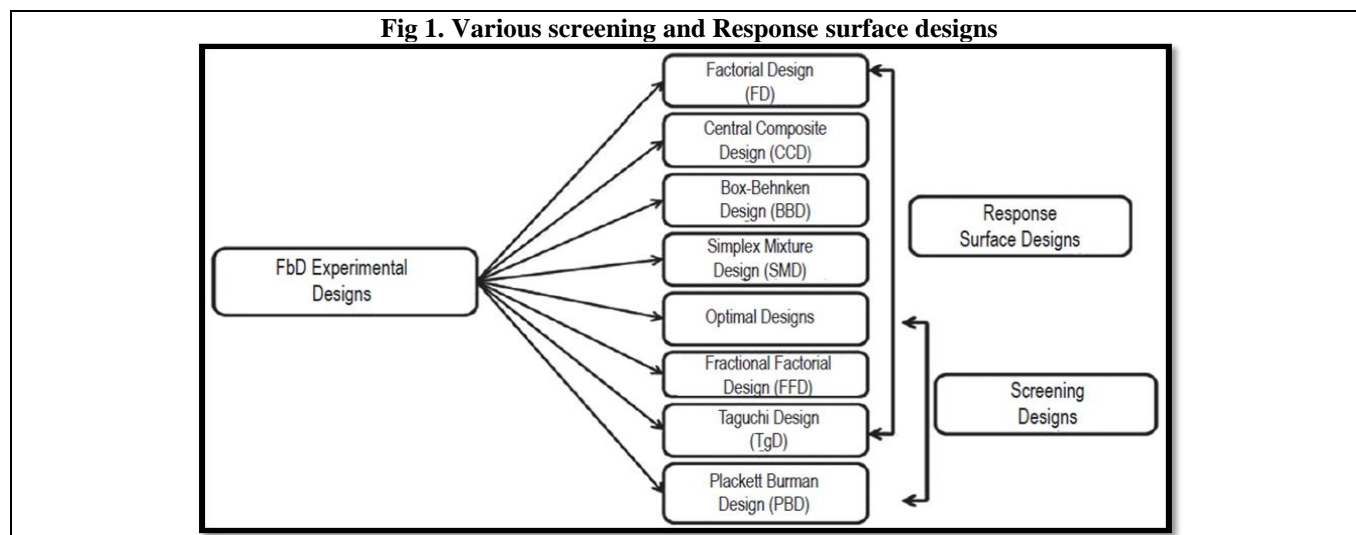 Fig 1. Various screening and Response surface designs
Factorial Design
(FD)
Central Composite
Design (CCD)
Box-Behnken
Design (BBD)
Simplex Mixture
Design (SMD)
Optimal Designs
Fractional Factorial
Design (FFD)
Taguchi Design
(TgD)
Plackett Burman
Design (PBD)
FbD Experimental
Designs
Response
Surface Designs
Screening
Designs